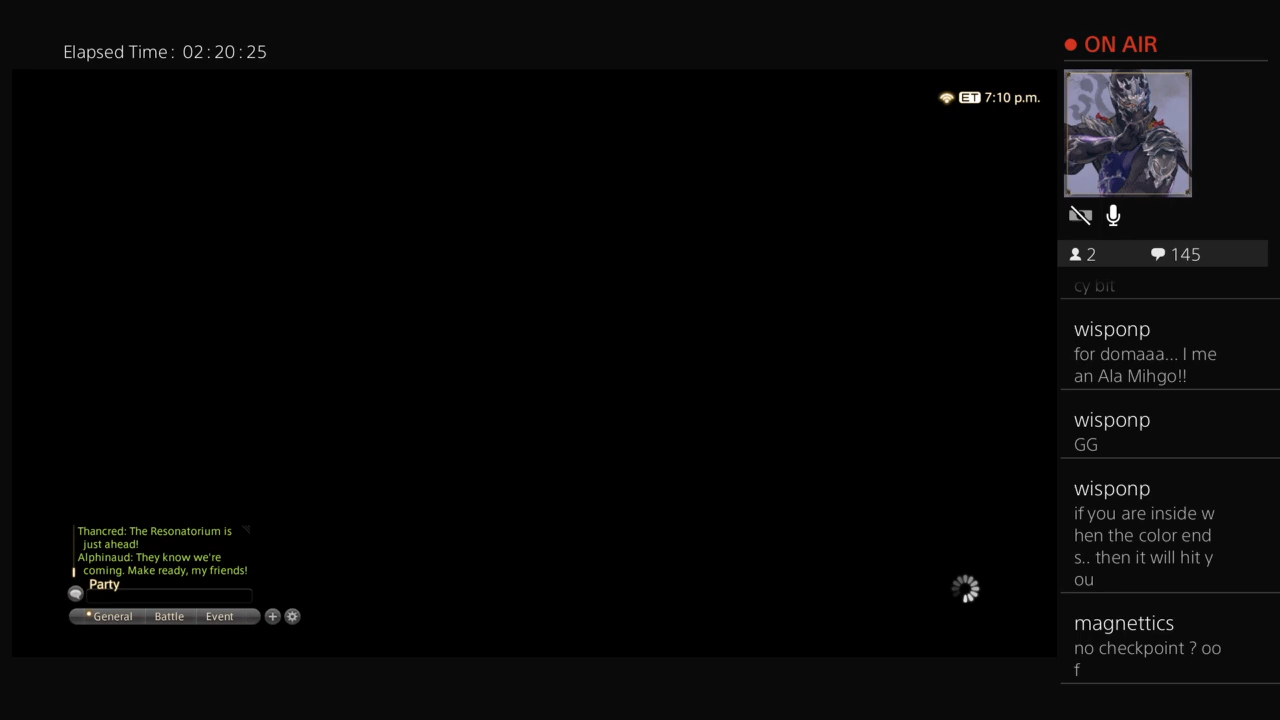 Elapsed Time: 02:20:25
ON AIR
ET 7:10 p.m.
2 145
cy bit
wisponp
for domaaa... I me
an Ala Mihgo!!
wisponp
GG
wisponp
if you are inside w
hen the color end
s.. then it will hit y
ou
magnettics
no checkpoint ? oo
f
Thancred: The Resonatorium is
just ahead!
Alphinaud: They know we're
coming. Make ready, my friends!
Party
General Battle Event